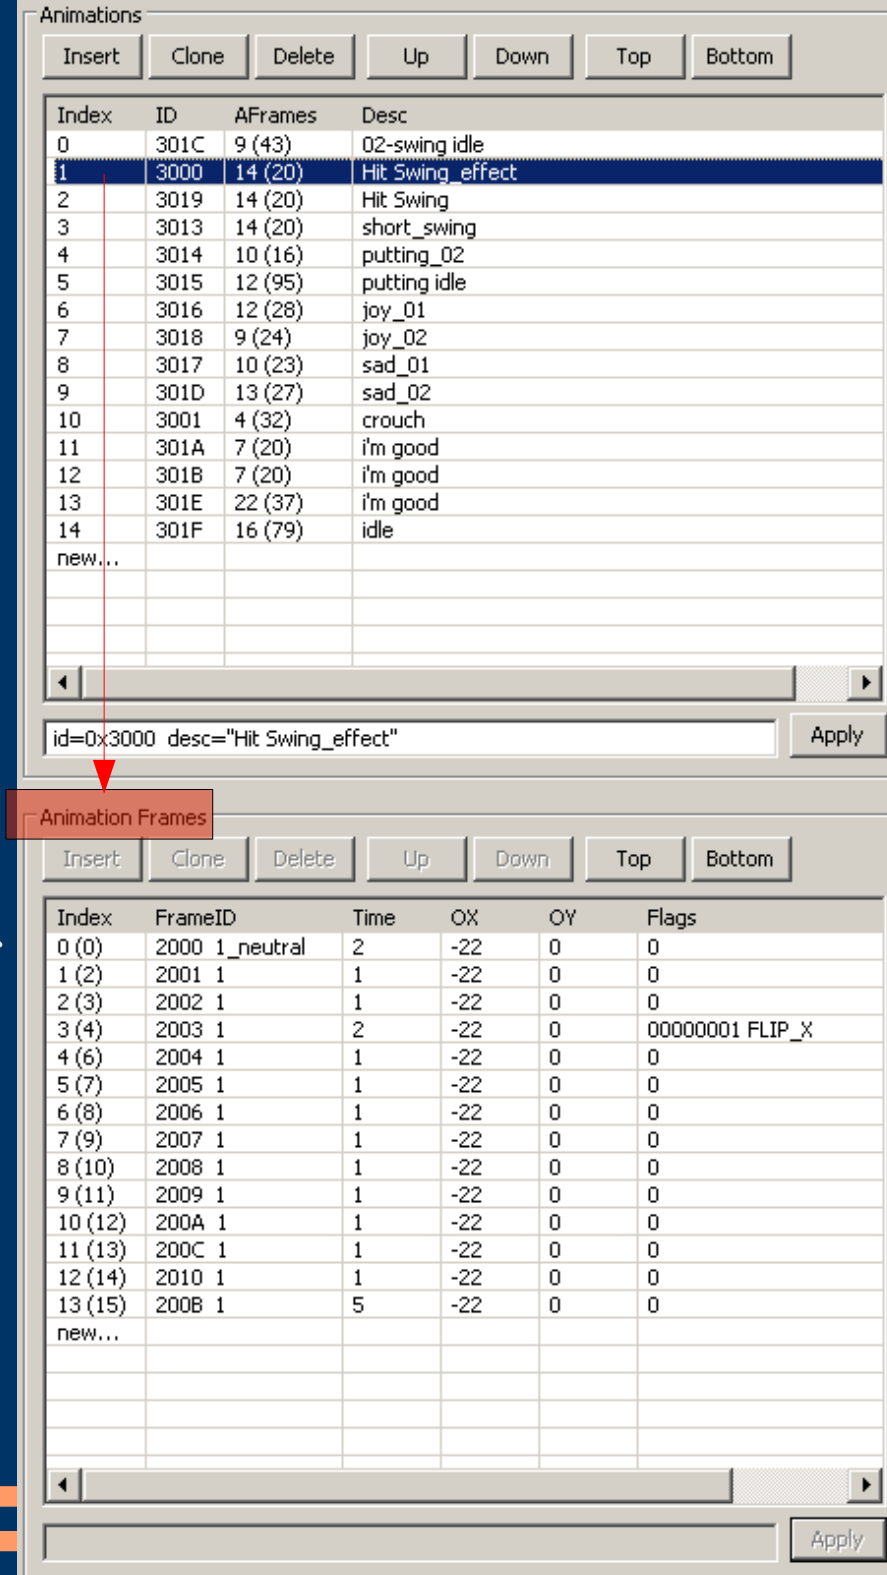 Animations
Insert Clone Delete Up Down Top Bottom
Index ID AFrames Desc
0 301C 9 (43) 02-swing idle
1 3000 14 (20) Hit Swing_effect
2 3019 14 (20) Hit Swing
3 3013 14 (20) short_swing
4 3014 10 (16) putting_02
5 3015 12 (95) putting idle
6 3016 12 (28) joy_01
7 3018 9 (24) joy_02
8 3017 10 (23) sad_01
9 301D 13 (27) sad_02
10 3001 4 (32) crouch
11 301A 7 (20) i'm good
12 301B 7 (20) i'm good
13 301E 22 (37) i'm good
14 301F 16 (79) idle
new...
id=0x3000 desc="Hit Swing_effect" Apply
Animation Frames
Insert Clone Delete Up Down Top Bottom
Index FrameID Time OX OY Flags
0 (0) 2000 1_neutral 2 -22 0 0
1 (2) 2001 1 1 -22 0 0
2 (3) 2002 1 1 -22 0 0
3 (4) 2003 1 2 -22 0 00000001 FLIP_X
4 (6) 2004 1 1 -22 0 0
5 (7) 2005 1 1 -22 0 0
6 (8) 2006 1 1 -22 0 0
7 (9) 2007 1 1 -22 0 0
8 (10) 2008 1 1 -22 0 0
9 (11) 2009 1 1 -22 0 0
10 (12) 200A 1 1 -22 0 0
11 (13) 200C 1 1 -22 0 0
12 (14) 2010 1 1 -22 0 0
13 (15) 200B 1 5 -22 0 0
new...
Apply